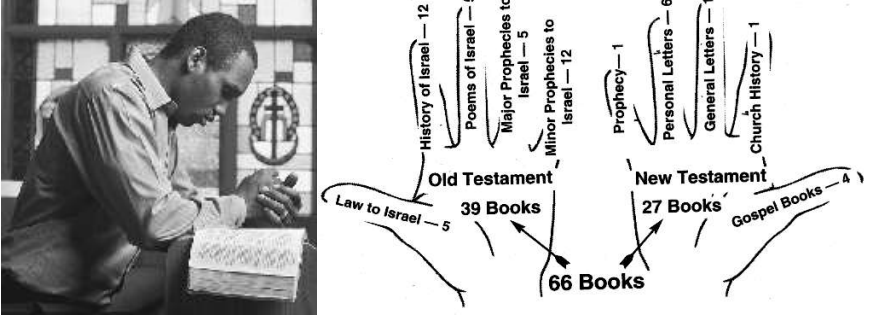 History of Israel — 12
Poems of Israel —
Major Prophecies to
Israel — 5
Minor Prophecies to
Israel — 12
Prophecy— 1
Personal Letters — 6
General Letters —
Church History — 1
Old Testament
New Testament
Law to Israel — 5
39 Books
27 Books
Gospel Books — 4
66 Books